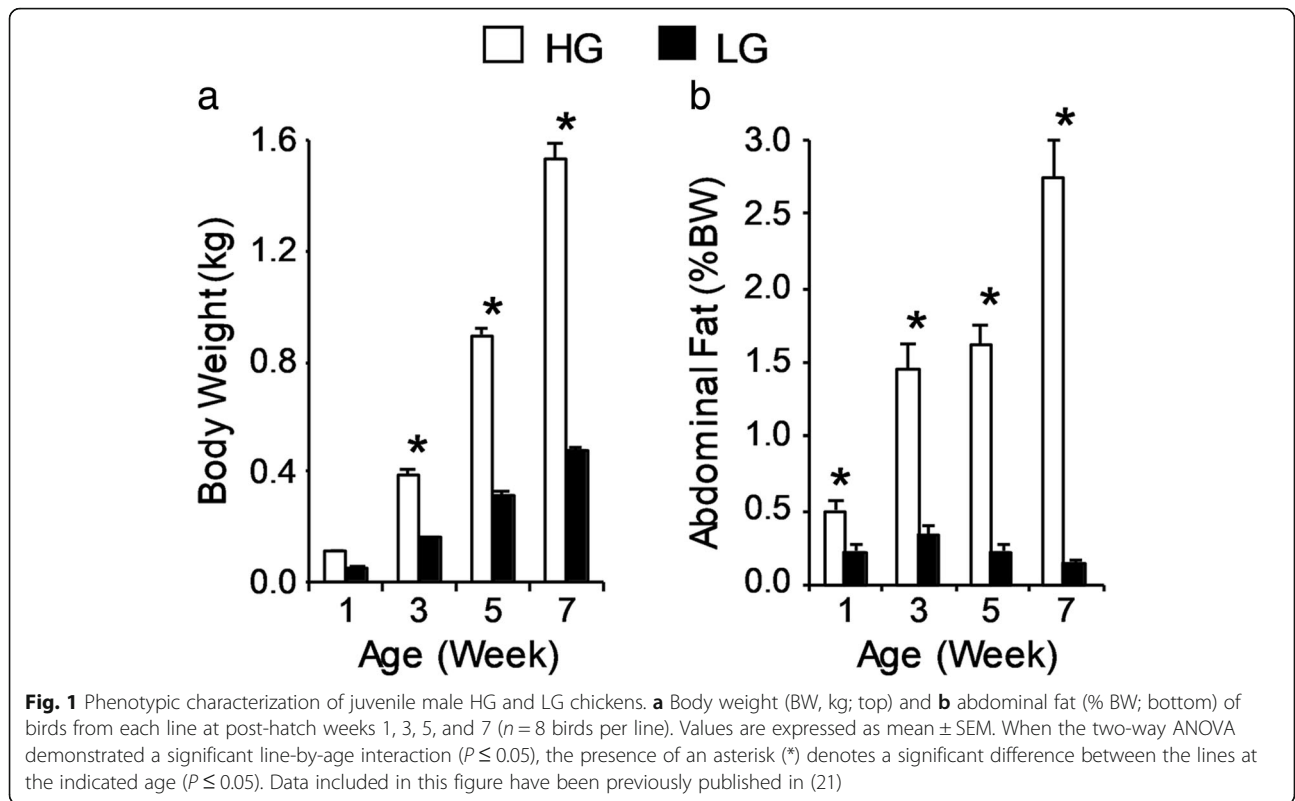 HG LG
a
b
*
*
*
*
*
*
*
1.6
1.2
0.8
0.4
0.0
3.0
2.5
2.0
1.5
1.0
0.5
0.0
Body Weight (kg)
Abdominal Fat (%BW)
1 3 5 7
1 3 5 7
Age (Week)
Age (Week)
Fig. 1 Phenotypic characterization of juvenile male HG and LG chickens. a Body weight (BW, kg; top) and b abdominal fat (% BW; bottom) of
birds from each line at post-hatch weeks 1, 3, 5, and 7 (n = 8 birds per line). Values are expressed as mean ± SEM. When the two-way ANOVA
demonstrated a significant line-by-age interaction (P ≤ 0.05), the presence of an asterisk (*) denotes a significant difference between the lines at
the indicated age (P ≤ 0.05). Data included in this figure have been previously published in (21)